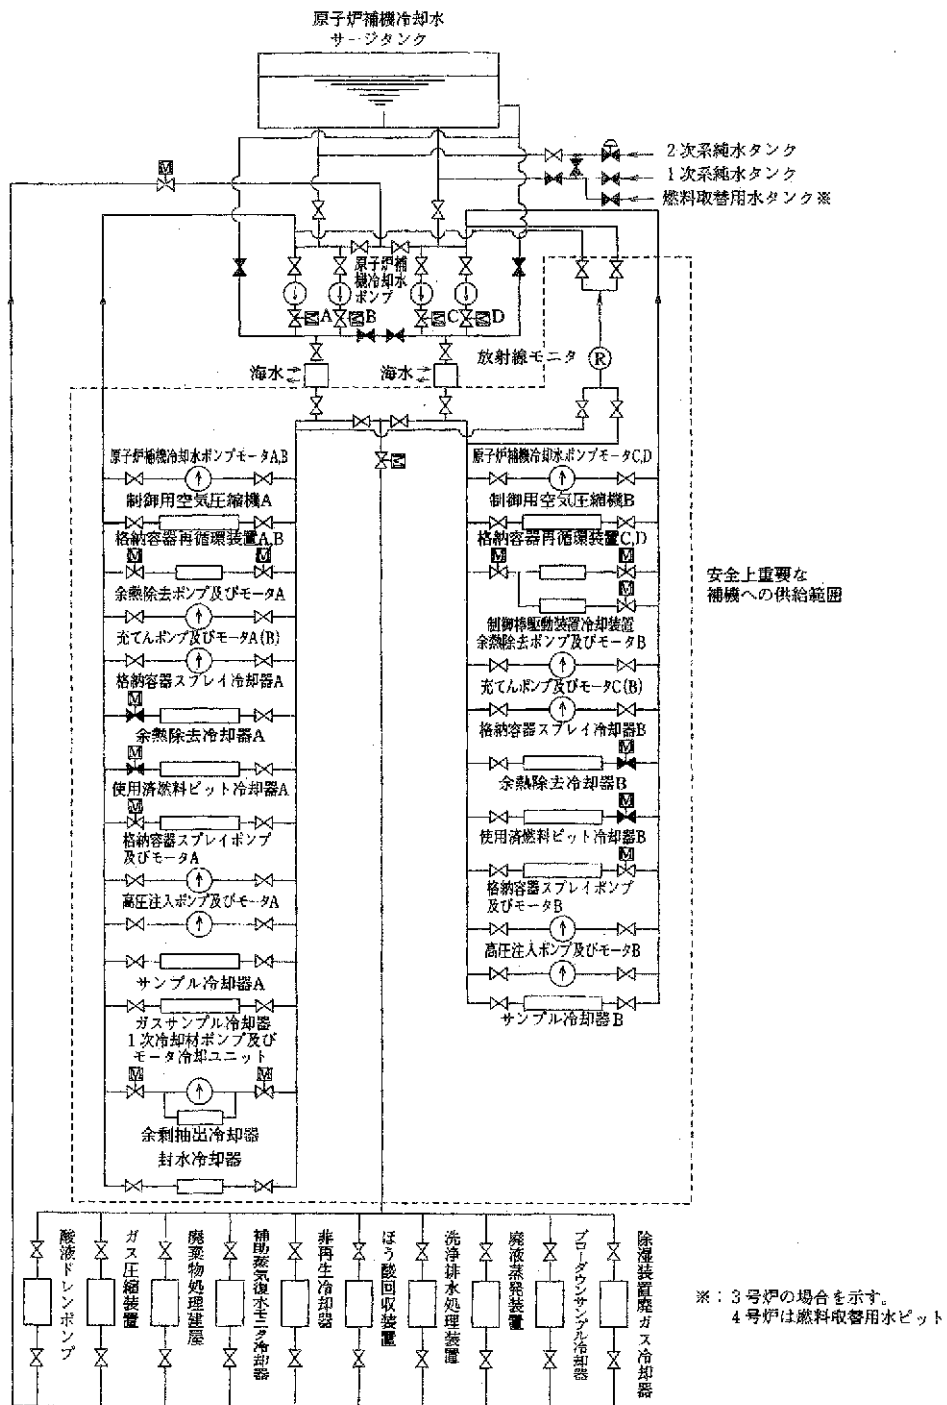 原子炉補機冷却水
サージタンク
M
2次系純水タンク
1次系純水タンク
燃料取替用水タンク※
原子炉補
機冷却水
ポンプ
M A
M B
M C
M D
放射線モニタ
R
海水
海水
M
原子炉補機冷却水ポンプモータA,B
制御用空気圧縮機A
格納容器再循環装置A,B
M
M
余熱除去ポンプ及びモータA
充てんポンプ及びモータA(B)
格納容器スプレイ冷却器A
M
余熱除去冷却器A
M
使用済燃料ピット冷却器A
M
格納容器スプレイポンプ
及びモータA
高圧注入ポンプ及びモータA
サンプル冷却器A
ガスサンプル冷却器
1次冷却材ポンプ及び
モータ冷却ユニット
M
M
余剰抽出冷却器
封水冷却器
原子炉補機冷却水ポンプモータC,D
制御用空気圧縮機B
格納容器再循環装置C,D
M
M
M
制御棒駆動装置冷却装置
余熱除去ポンプ及びモータB
充てんポンプ及びモータC(B)
格納容器スプレイ冷却器B
M
余熱除去冷却器B
M
使用済燃料ピット冷却器B
M
格納容器スプレイポンプ
及びモータB
高圧注入ポンプ及びモータB
サンプル冷却器B
安全上重要な
補機への供給範囲
酸液ドレンポンプ
ガス圧縮装置
廃棄物処理建屋
補助蒸気復水モニタ冷却器
非再生冷却器
ほう酸回収装置
洗浄排水処理装置
廃液蒸発装置
ブローダウンサンプル冷却器
除湿装置廃ガス冷却器
※：3号炉の場合を示す。
4号炉は燃料取替用水ピット